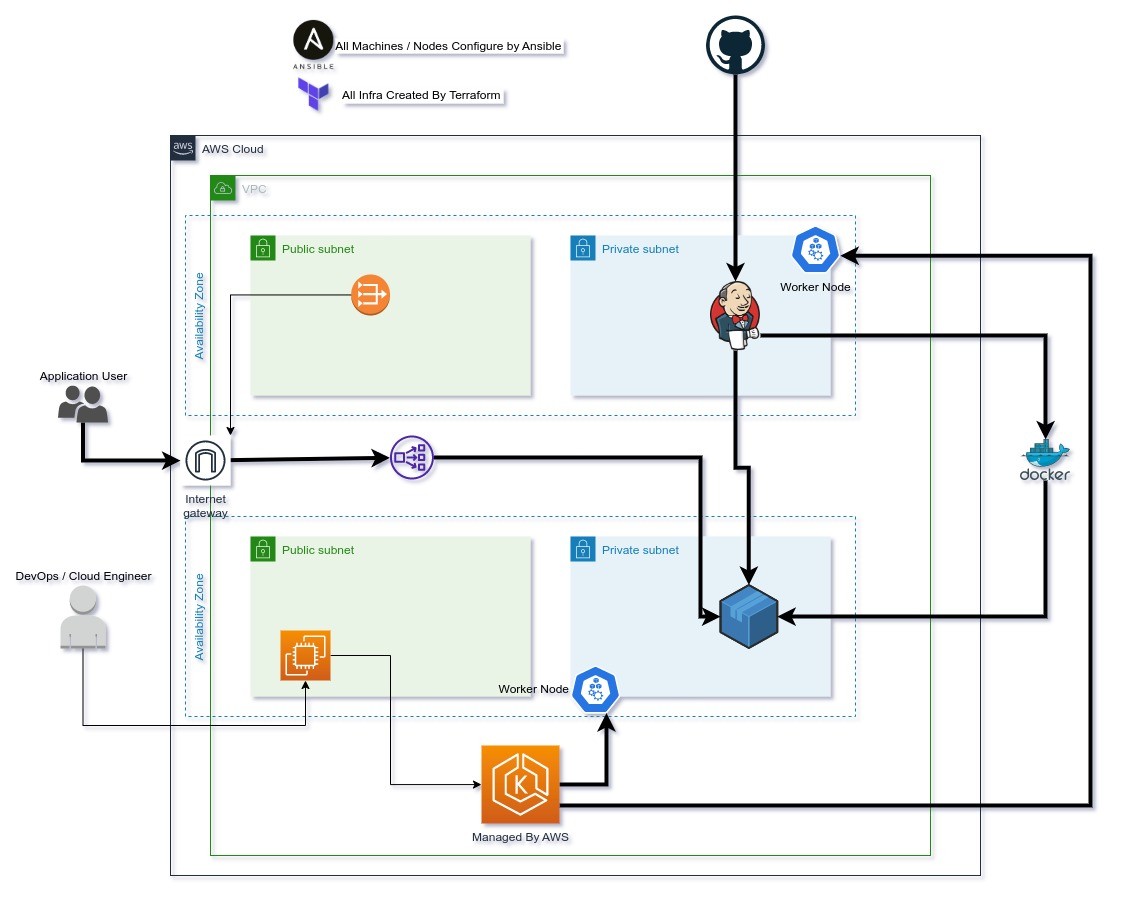 All Machines / Nodes Configure by Ansible
ANSIBLE
All Infra Created By Terraform
aws
AWS Cloud
VPC
Availability Zone
Public subnet
Private subnet
Worker Node
Application User
Internet
gateway
docker
DevOps / Cloud Engineer
Availability Zone
Public subnet
Private subnet
Worker Node
K
Managed By AWS